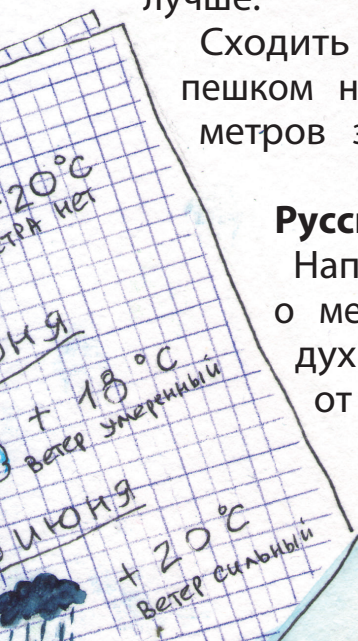 лучше.
Сходить
пешком н
метров з
20°C
ветра нет
Русск
Нап
о ме
дух
от
юня
+ 18°C
ветер умеренный
июня
+ 20°C
ветер сильный